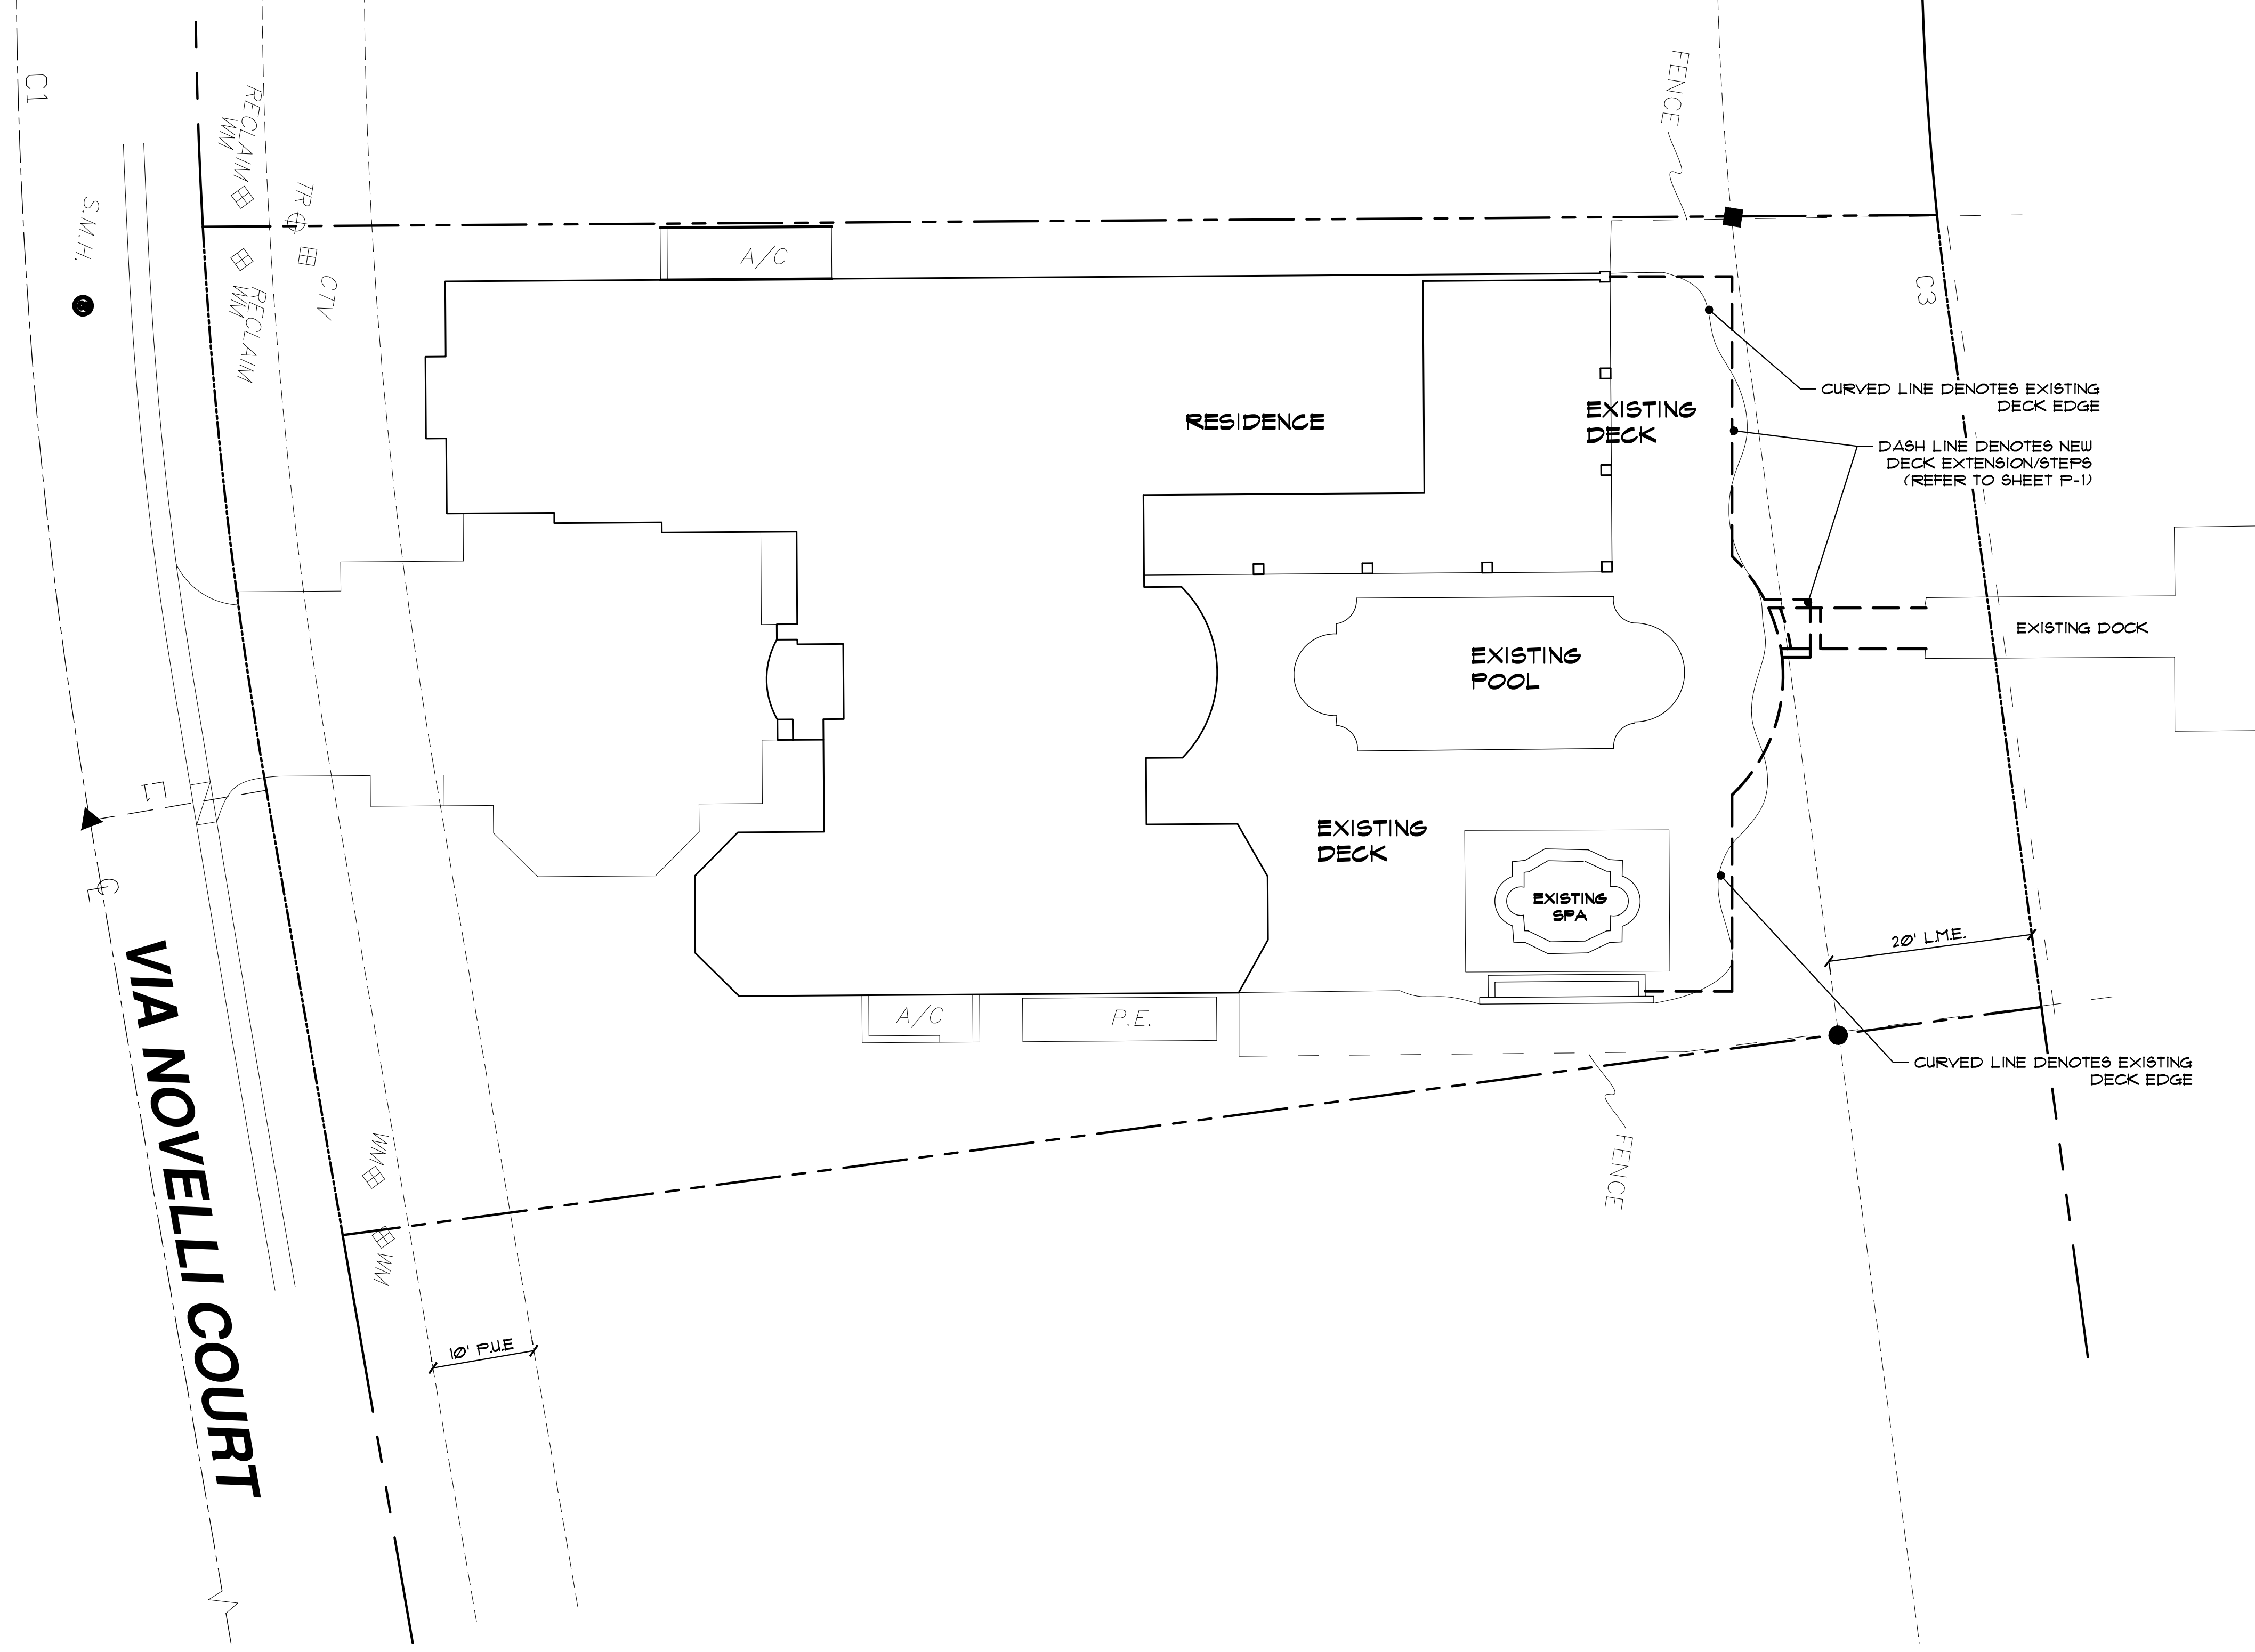 C1
S.M.H.
RECLAIM
WM
TR
CTV
WM
RECLAIM
A/C
FENCE
C3
RESIDENCE
EXISTING
DECK
CURVED LINE DENOTES EXISTING
DECK EDGE
DASH LINE DENOTES NEW
DECK EXTENSION/STEPS
(REFER TO SHEET P-1)
EXISTING DOCK
EXISTING
POOL
L1
EXISTING
DECK
EXISTING
SPA
CL
20' L.M.E.
A/C
P.E.
CURVED LINE DENOTES EXISTING
DECK EDGE
VIA NOVELLI COURT
WM
WM
FENCE
10' P.U.E